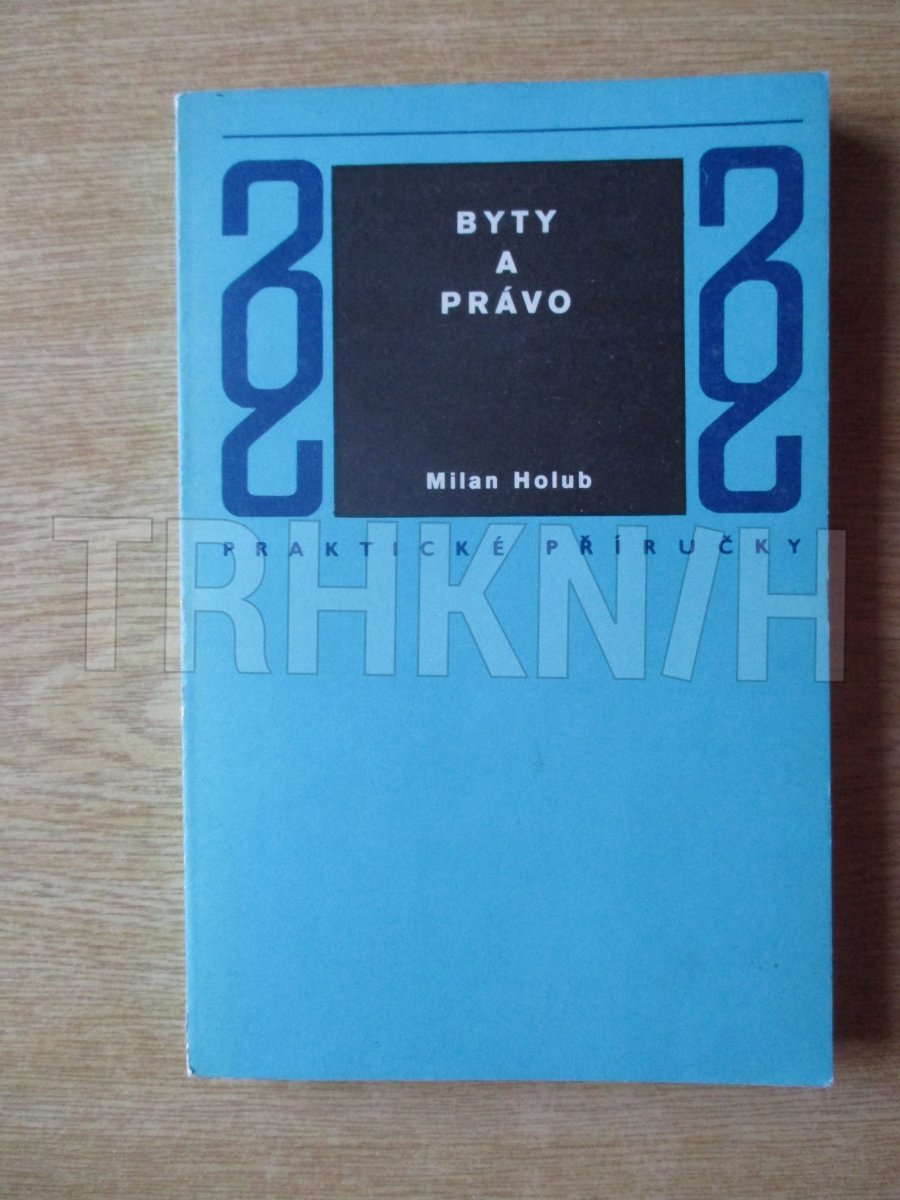 BYTY
A
PRÁVO
Milan Holub
PRAKTICKÉ PŘÍRUČKY
TRHKNIH